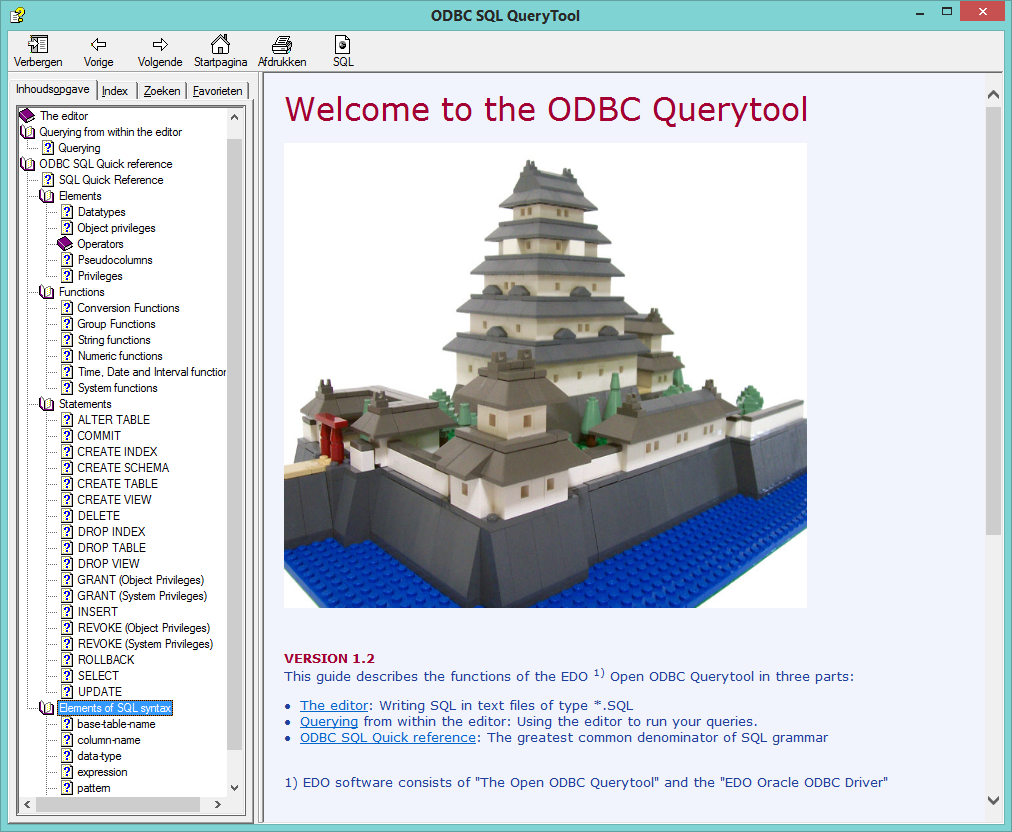 ODBC SQL QueryTool
Verbergen Vorige Volgende Startpagina Afdrukken SQL
Inhoudsopgave Index Zoeken Favorieten
The editor
Querying from within the editor
Querying
ODBC SQL Quick reference
SQL Quick Reference
Elements
Datatypes
Object privileges
Operators
Pseudocolumns
Privileges
Functions
Conversion Functions
Group Functions
String functions
Numeric functions
Time, Date and Interval function
System functions
Statements
ALTER TABLE
COMMIT
CREATE INDEX
CREATE SCHEMA
CREATE TABLE
CREATE VIEW
DELETE
DROP INDEX
DROP TABLE
DROP VIEW
GRANT (Object Privileges)
GRANT (System Privileges)
INSERT
REVOKE (Object Privileges)
REVOKE (System Privileges)
ROLLBACK
SELECT
UPDATE
Elements of SQL syntax
base-table-name
column-name
data-type
expression
pattern
Welcome to the ODBC Querytool
VERSION 1.2
This guide describes the functions of the EDO 1) Open ODBC Querytool in three parts:
• The editor: Writing SQL in text files of type *.SQL
• Querying from within the editor: Using the editor to run your queries.
• ODBC SQL Quick reference: The greatest common denominator of SQL grammar
1) EDO software consists of "The Open ODBC Querytool" and the "EDO Oracle ODBC Driver"